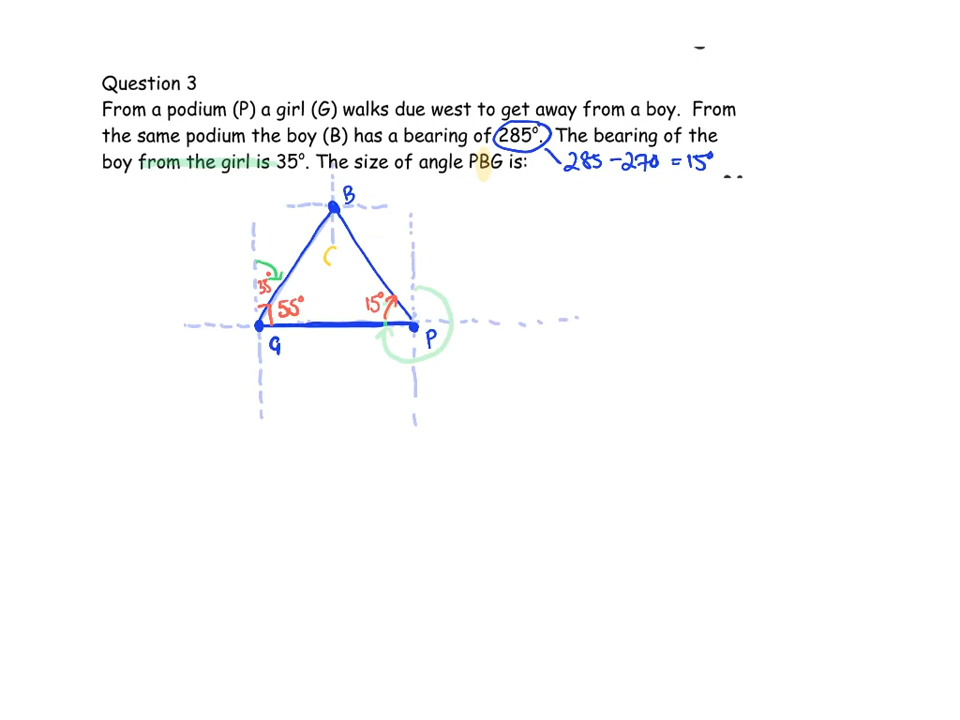 Question 3
From a podium (P) a girl (G) walks due west to get away from a boy. From
the same podium the boy (B) has a bearing of 285°. The bearing of the
boy from the girl is 35°. The size of angle PBG is:
285 - 270 = 15°
B
35°
55°
15°
G
P